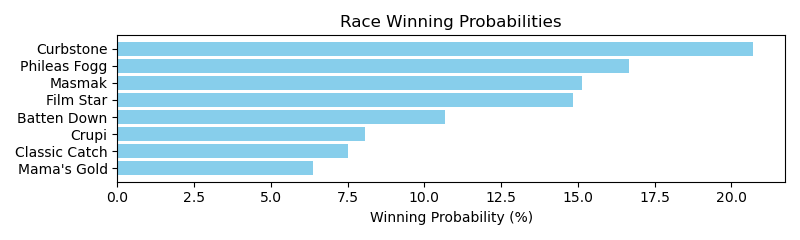 Race Winning Probabilities
Curbstone
Phileas Fogg
Masmak
Film Star
Batten Down
Crupi
Classic Catch
Mama's Gold
0.0 2.5 5.0 7.5 10.0 12.5 15.0 17.5 20.0
Winning Probability (%)